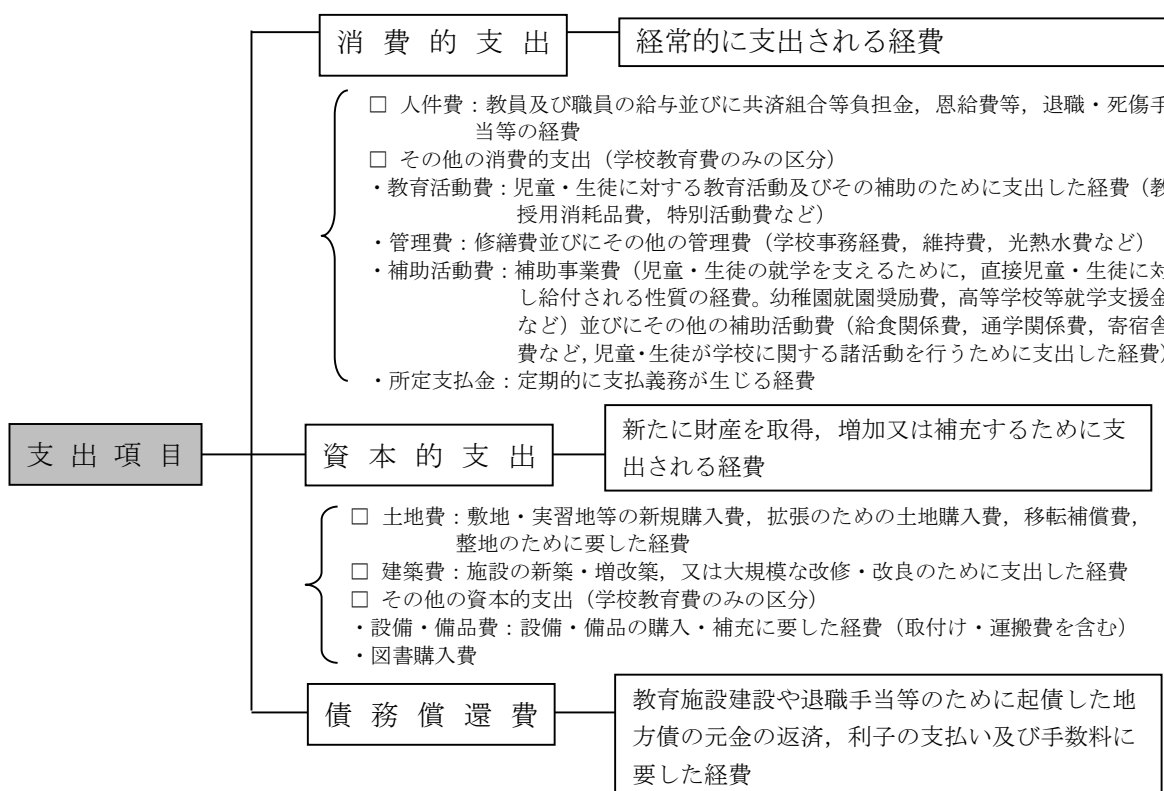 消費的支出
経常的に支出される経費
□ 人件費：教員及び職員の給与並びに共済組合等負担金，恩給費等，退職・死傷手
当等の経費
□ その他の消費的支出（学校教育費のみの区分）
・教育活動費：児童・生徒に対する教育活動及びその補助のために支出した経費（教
授用消耗品費，特別活動費など）
・管理費：修繕費並びにその他の管理費（学校事務経費，維持費，光熱水費など）
・補助活動費：補助事業費（児童・生徒の就学を支えるために，直接児童・生徒に対
し給付される性質の経費。幼稚園就園奨励費，高等学校等就学支援金
など）並びにその他の補助活動費（給食関係費，通学関係費，寄宿舎
費など，児童・生徒が学校に関する諸活動を行うために支出した経費）
・所定支払金：定期的に支払義務が生じる経費
支出項目
資本的支出
新たに財産を取得，増加又は補充するために支
出される経費
□ 土地費：敷地・実習地等の新規購入費，拡張のための土地購入費，移転補償費，
整地のために要した経費
□ 建築費：施設の新築・増改築，又は大規模な改修・改良のために支出した経費
□ その他の資本的支出（学校教育費のみの区分）
・設備・備品費：設備・備品の購入・補充に要した経費（取付け・運搬費を含む）
・図書購入費
債務償還費
教育施設建設や退職手当等のために起債した地
方債の元金の返済，利子の支払い及び手数料に
要した経費